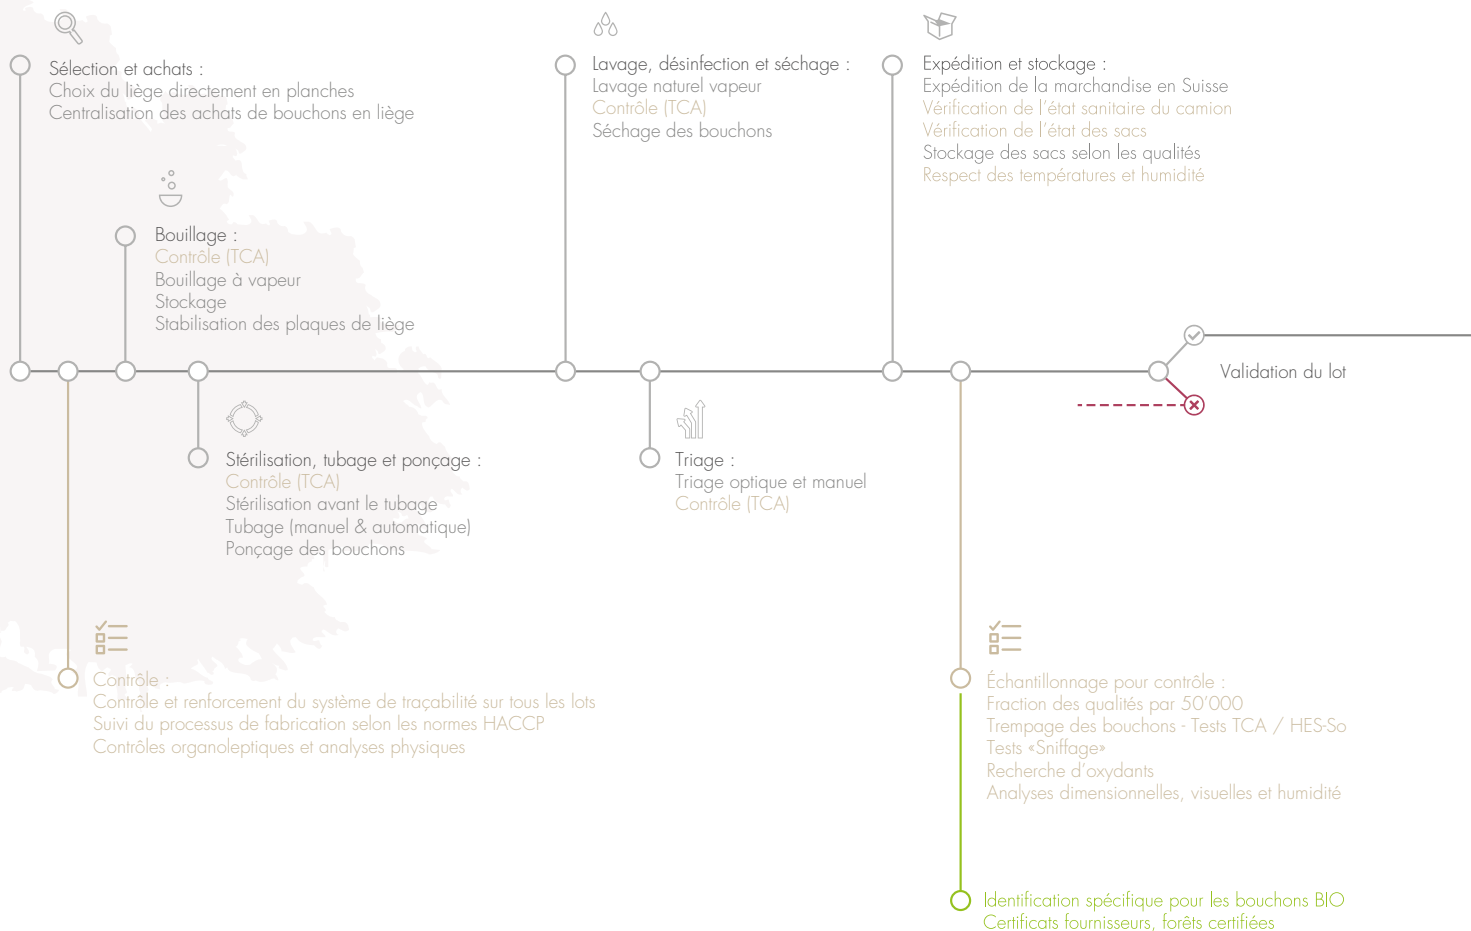 Sélection et achats :
Choix du liège directement en planches
Centralisation des achats de bouchons en liège
Bouillage :
Contrôle (TCA)
Bouillage à vapeur
Stockage
Stabilisation des plaques de liège
Stérilisation, tubage et ponçage :
Contrôle (TCA)
Stérilisation avant le tubage
Tubage (manuel & automatique)
Ponçage des bouchons
Contrôle :
Contrôle et renforcement du système de traçabilité sur tous les lots
Suivi du processus de fabrication selon les normes HACCP
Contrôles organoleptiques et analyses physiques
Lavage, désinfection et séchage :
Lavage naturel vapeur
Contrôle (TCA)
Séchage des bouchons
Triage :
Triage optique et manuel
Contrôle (TCA)
Expédition et stockage :
Expédition de la marchandise en Suisse
Vérification de l'état sanitaire du camion
Vérification de l'état des sacs
Stockage des sacs selon les qualités
Respect des températures et humidité
Validation du lot
Échantillonnage pour contrôle :
Fraction des qualités par 50'000
Trempage des bouchons - Tests TCA / HES-So
Tests «Sniffage»
Recherche d'oxydants
Analyses dimensionnelles, visuelles et humidité
Identification spécifique pour les bouchons BIO
Certificats fournisseurs, forêts certifiées